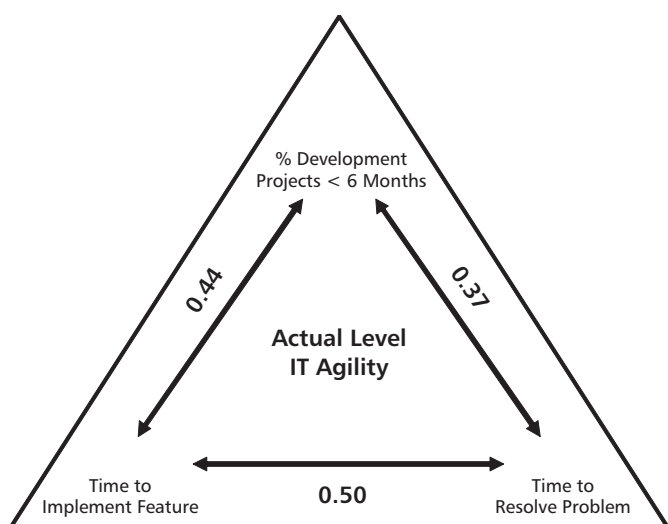 % Development
Projects < 6 Months
0.44
0.37
Actual Level
IT Agility
Time to
Implement Feature
0.50
Time to
Resolve Problem